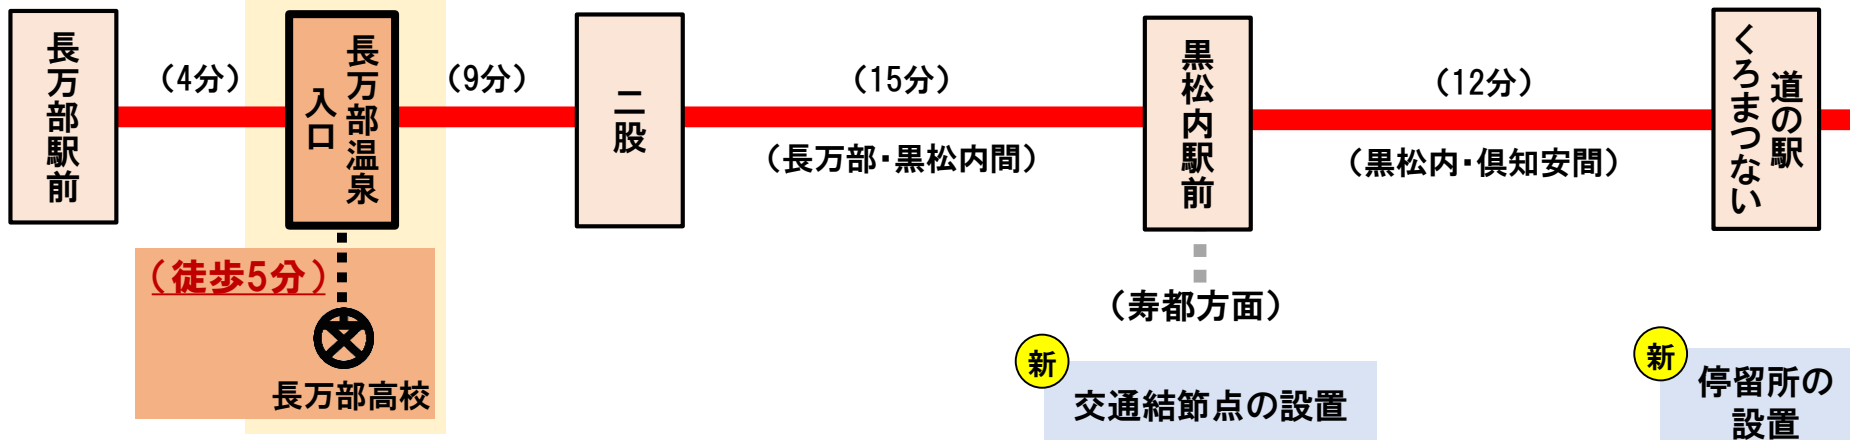 長万部駅前
（4分）
長万部温泉
入口
（9分）
二股
（15分）
（長万部・黒松内間）
黒松内駅前
（12分）
（黒松内・倶知安間）
道の駅
くろまつない
（徒歩5分）
長万部高校
（寿都方面）
新
交通結節点の設置
新
停留所の
設置